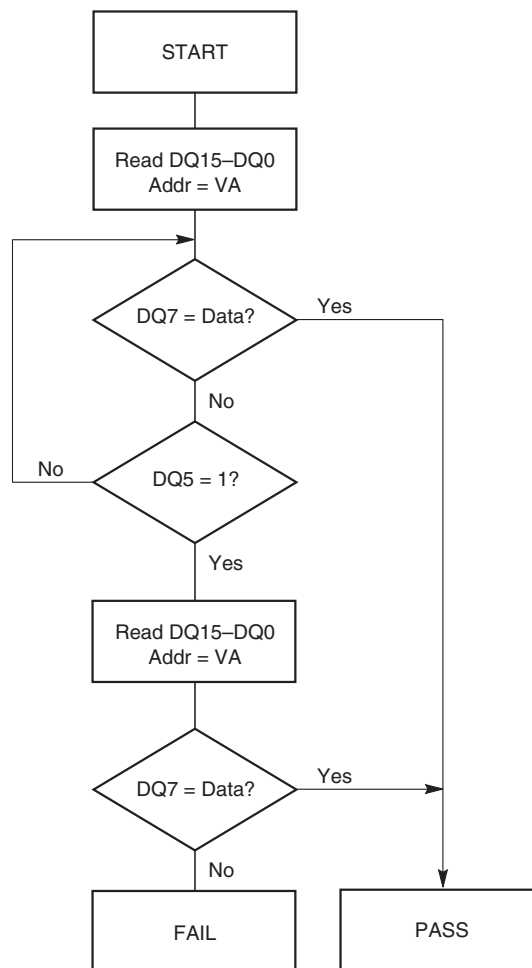 START
Read DQ15–DQ0
Addr = VA
DQ7 = Data?
Yes
No
No
DQ5 = 1?
Yes
Read DQ15–DQ0
Addr = VA
DQ7 = Data?
Yes
No
FAIL
PASS